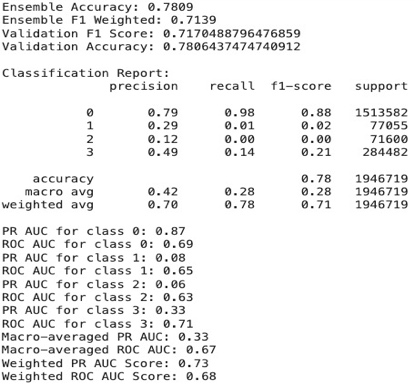 Ensemble Accuracy: 0.7809
Ensemble F1 Weighted: 0.7139
Validation F1 Score: 0.7170488796476859
Validation Accuracy: 0.7806437474740912
Classification Report:
precision recall f1-score support
0 0.79 0.98 0.88 1513582
1 0.29 0.01 0.02 77055
2 0.12 0.00 0.00 71600
3 0.49 0.14 0.21 284482
accuracy 0.78 1946719
macro avg 0.42 0.28 0.28 1946719
weighted avg 0.70 0.78 0.71 1946719
PR AUC for class 0: 0.87
ROC AUC for class 0: 0.69
PR AUC for class 1: 0.08
ROC AUC for class 1: 0.65
PR AUC for class 2: 0.06
ROC AUC for class 2: 0.63
PR AUC for class 3: 0.33
ROC AUC for class 3: 0.71
Macro-averaged PR AUC: 0.33
Macro-averaged ROC AUC: 0.67
Weighted PR AUC Score: 0.73
Weighted ROC AUC Score: 0.68